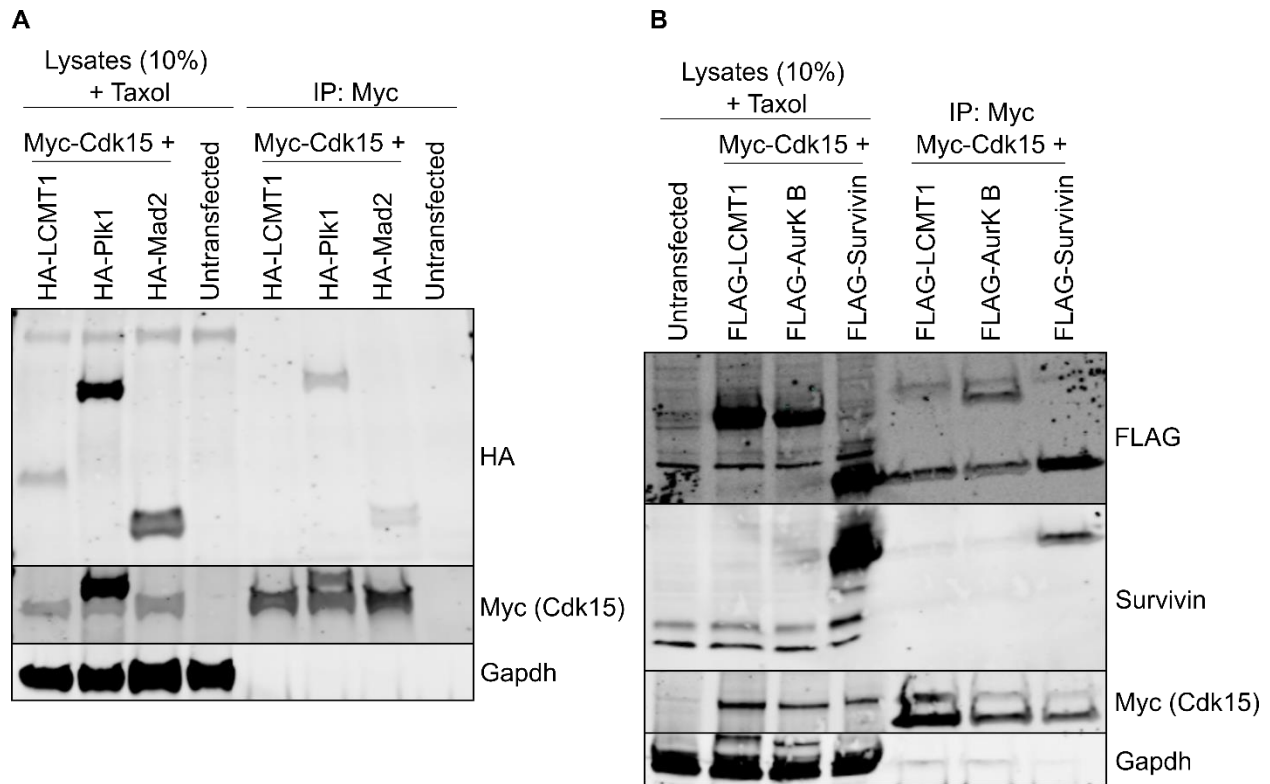 A
Lysates (10%)
+ Taxol
IP: Myc
Myc-Cdk15 +
Myc-Cdk15 +
HA-LCMT1
HA-Plk1
HA-Mad2
Untransfected
HA-LCMT1
HA-Plk1
HA-Mad2
Untransfected
HA
Myc (Cdk15)
Gapdh
B
Lysates (10%)
+ Taxol
IP: Myc
Myc-Cdk15 +
Myc-Cdk15 +
Untransfected
FLAG-LCMT1
FLAG-AurK B
FLAG-Survivin
FLAG-LCMT1
FLAG-AurK B
FLAG-Survivin
FLAG
Survivin
Myc (Cdk15)
Gapdh